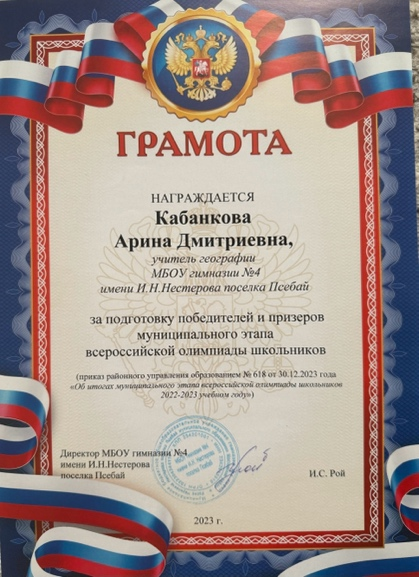 ГРАМОТА
НАГРАЖДАЕТСЯ
Кабанкова
Арина Дмитриевна,
учитель географии
МБОУ гимназии №4
имени И.Н.Нестерова поселка Псебай
за подготовку победителей и призеров
муниципального этапа
всероссийской олимпиады школьников
(приказ районного управления образованием № 618 от 30.12.2023 года
«Об итогах муниципального этапа всероссийской олимпиады школьников
2022-2023 учебном году»)
Директор МБОУ гимназии №4
имени И.Н.Нестерова
поселка Псебай
И.С. Рой
2023 г.